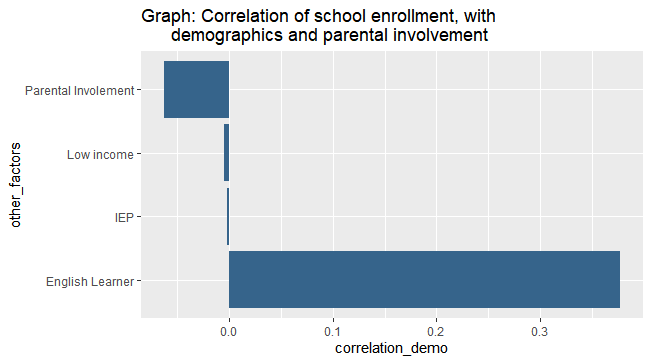 Graph: Correlation of school enrollment, with
demographics and parental involvement
Parental Involement
Low income
IEP
English Learner
other_factors
0.0 0.1 0.2 0.3
correlation_demo